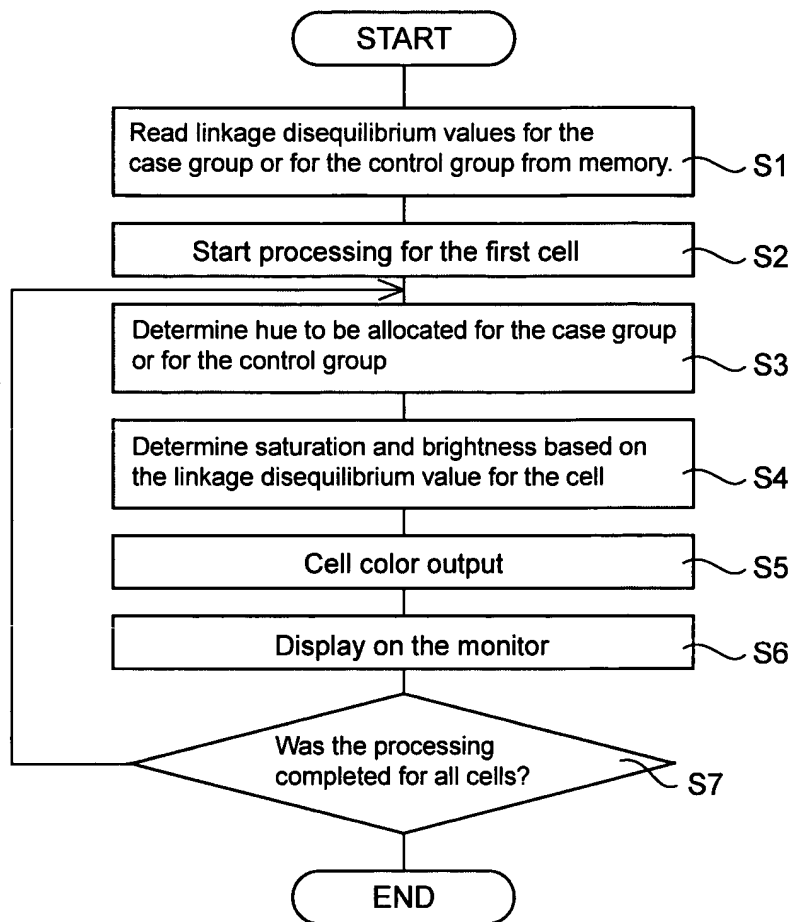 START
Read linkage disequilibrium values for the
case group or for the control group from memory.
S1
Start processing for the first cell
S2
Determine hue to be allocated for the case group
or for the control group
S3
Determine saturation and brightness based on
the linkage disequilibrium value for the cell
S4
Cell color output
S5
Display on the monitor
S6
Was the processing
completed for all cells?
S7
END